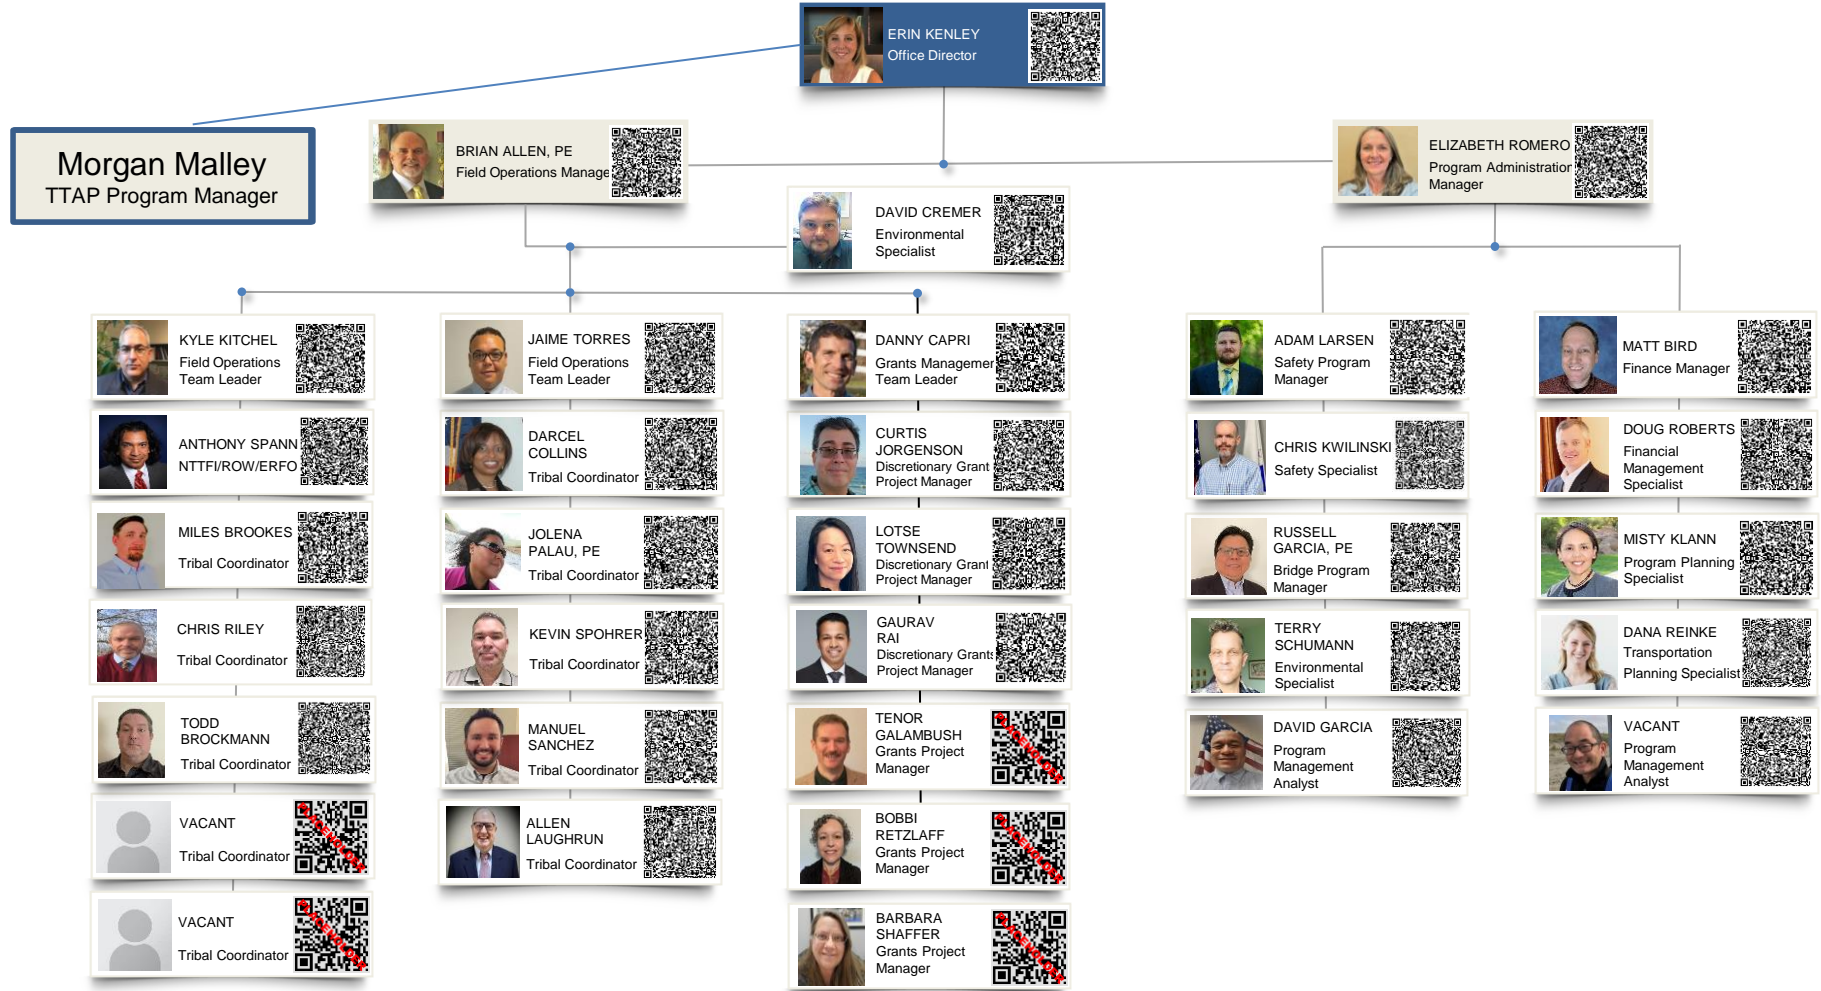 ERIN KENLEY
Office Director
Morgan Malley
TTAP Program Manager
BRIAN ALLEN, PE
Field Operations Manage
ELIZABETH ROMERO
Program Administration
Manager
DAVID CREMER
Environmental
Specialist
KYLE KITCHEL
Field Operations
Team Leader
ANTHONY SPANN
NTTFI/ROW/ERFO
MILES BROOKES
Tribal Coordinator
CHRIS RILEY
Tribal Coordinator
TODD
BROCKMANN
Tribal Coordinator
VACANT
Tribal Coordinator
PLACEHOLDER
VACANT
Tribal Coordinator
PLACEHOLDER
JAIME TORRES
Field Operations
Team Leader
DARCEL
COLLINS
Tribal Coordinator
JOLENA
PALAU, PE
Tribal Coordinator
KEVIN SPOHRER
Tribal Coordinator
MANUEL
SANCHEZ
Tribal Coordinator
ALLEN
LAUGHRUN
Tribal Coordinator
DANNY CAPRI
Grants Managemen
Team Leader
CURTIS
JORGENSON
Discretionary Grant
Project Manager
LOTSE
TOWNSEND
Discretionary Grant
Project Manager
GAURAV
RAI
Discretionary Grants
Project Manager
TENOR
GALAMBUSH
Grants Project
Manager
PLACEHOLDER
BOBBI
RETZLAFF
Grants Project
Manager
PLACEHOLDER
BARBARA
SHAFFER
Grants Project
Manager
PLACEHOLDER
ADAM LARSEN
Safety Program
Manager
CHRIS KWILINSKI
Safety Specialist
RUSSELL
GARCIA, PE
Bridge Program
Manager
TERRY
SCHUMANN
Environmental
Specialist
DAVID GARCIA
Program
Management
Analyst
MATT BIRD
Finance Manager
DOUG ROBERTS
Financial
Management
Specialist
MISTY KLANN
Program Planning
Specialist
DANA REINKE
Transportation
Planning Specialist
VACANT
Program
Management
Analyst